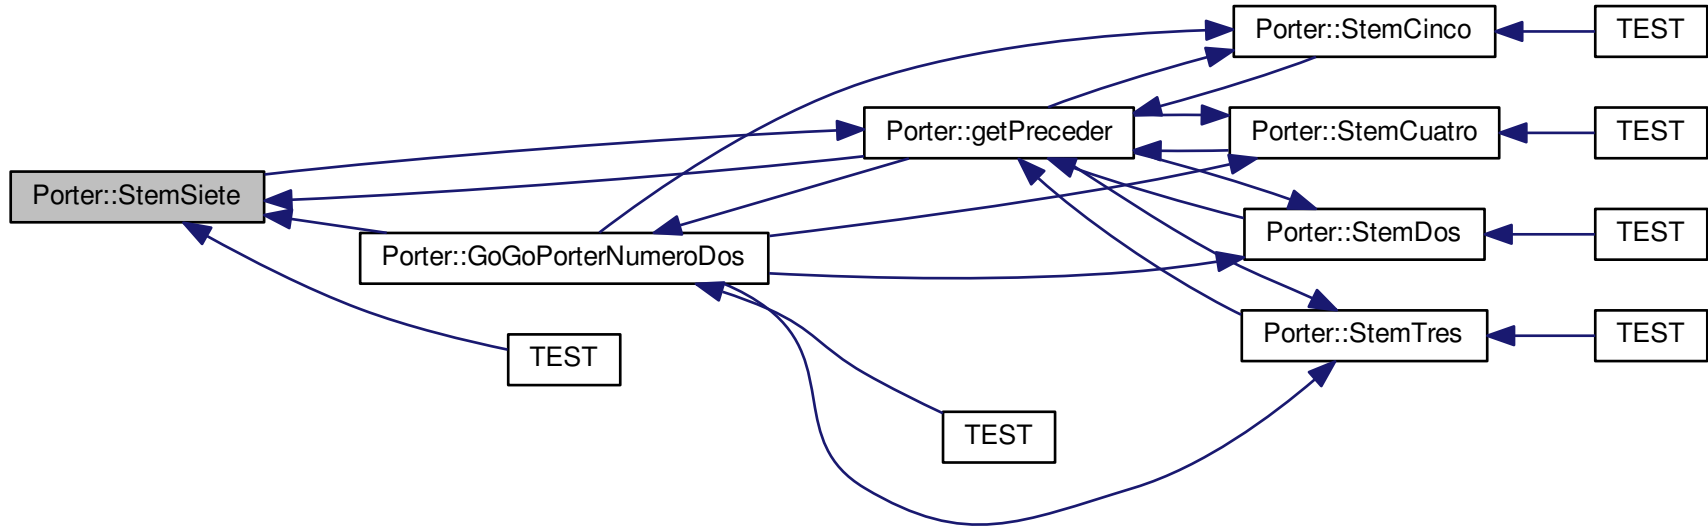 Porter::StemCinco
TEST
Porter::getPreceder
Porter::StemCuatro
TEST
Porter::StemSiete
Porter::StemDos
TEST
Porter::GoGoPorterNumeroDos
Porter::StemTres
TEST
TEST
TEST